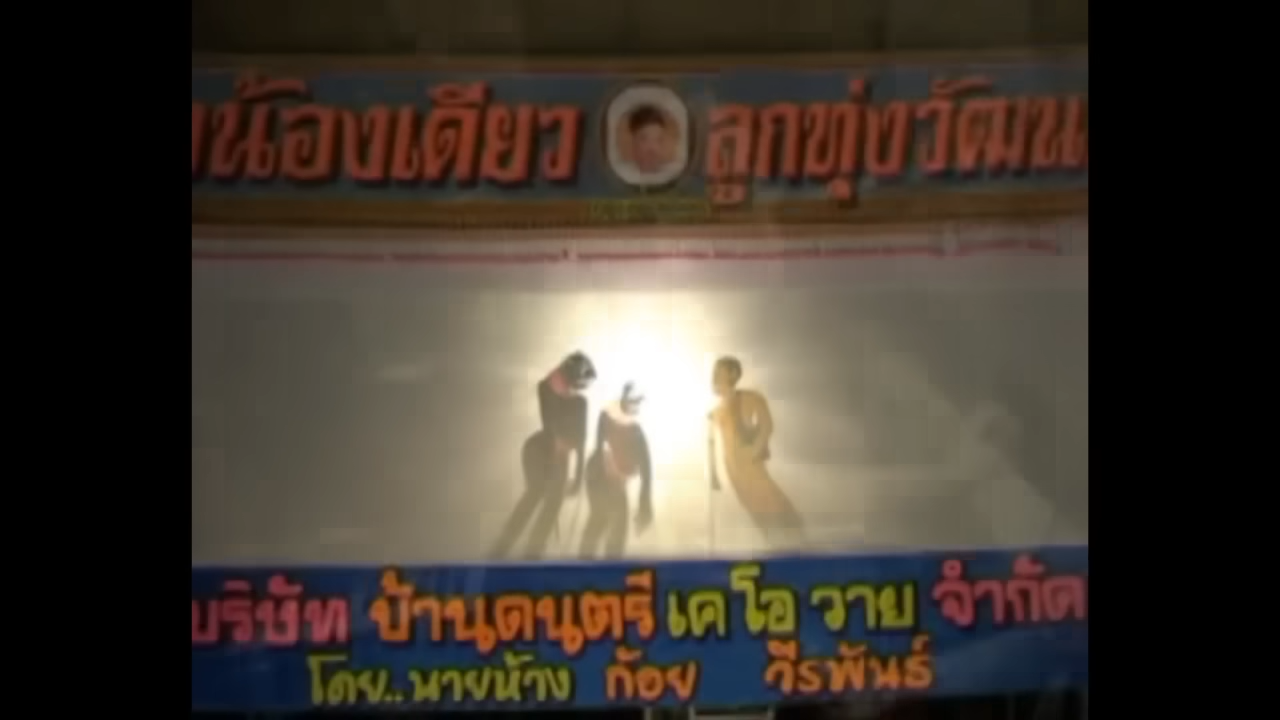 น้องเดียว ลูกทุ่งวัฒน
บริษัท บ้านดนตรี เคโอ วาย จำกัด
โดย..นายห้าง ก้อย วีรพันธ์